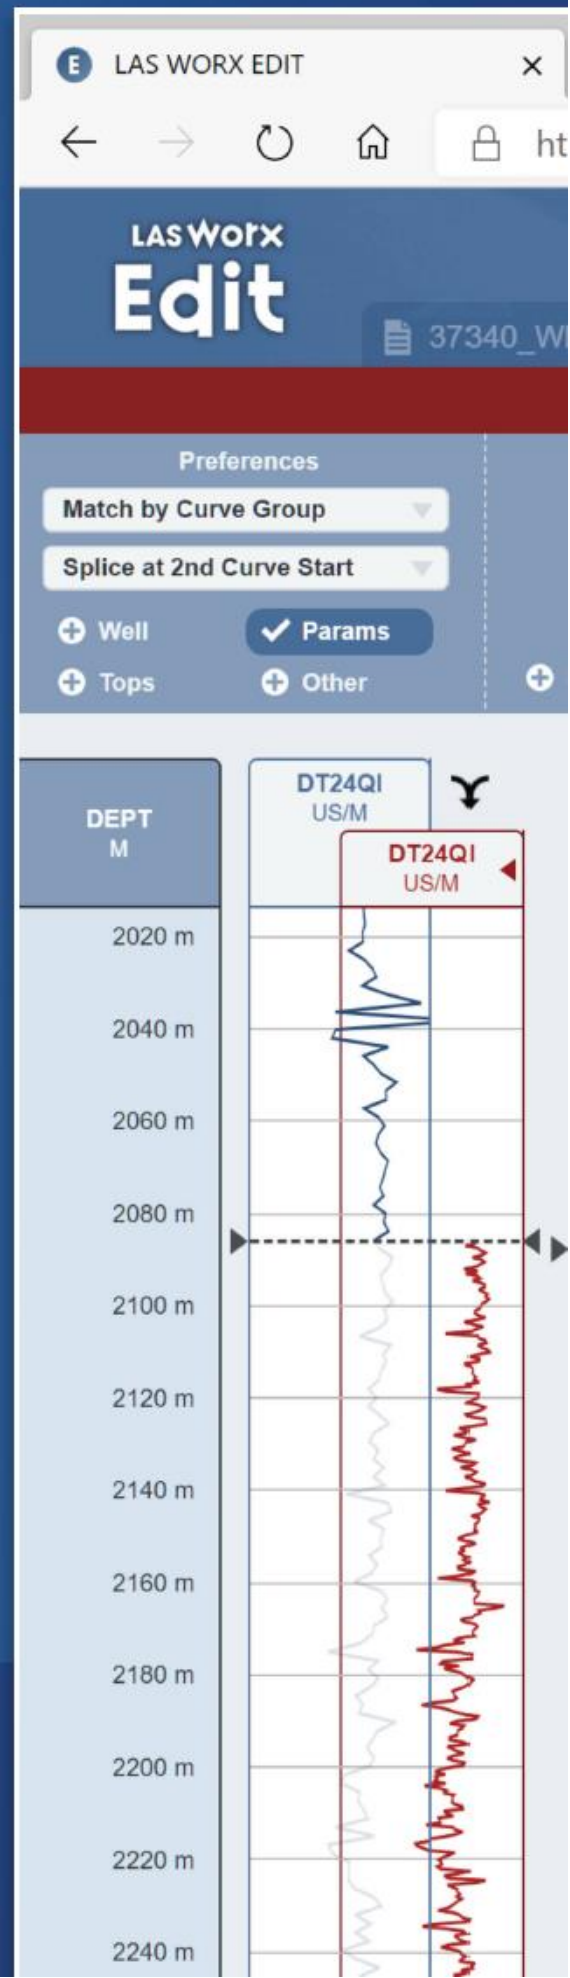 E LAS WORX EDIT
ht
LAS Worx
Edit
37340_W
Preferences
Match by Curve Group
Splice at 2nd Curve Start
Well
Params
Tops
Other
DEPT
M
DT24QI
US/M
DT24QI
US/M
2020 m
2040 m
2060 m
2080 m
2100 m
2120 m
2140 m
2160 m
2180 m
2200 m
2220 m
2240 m